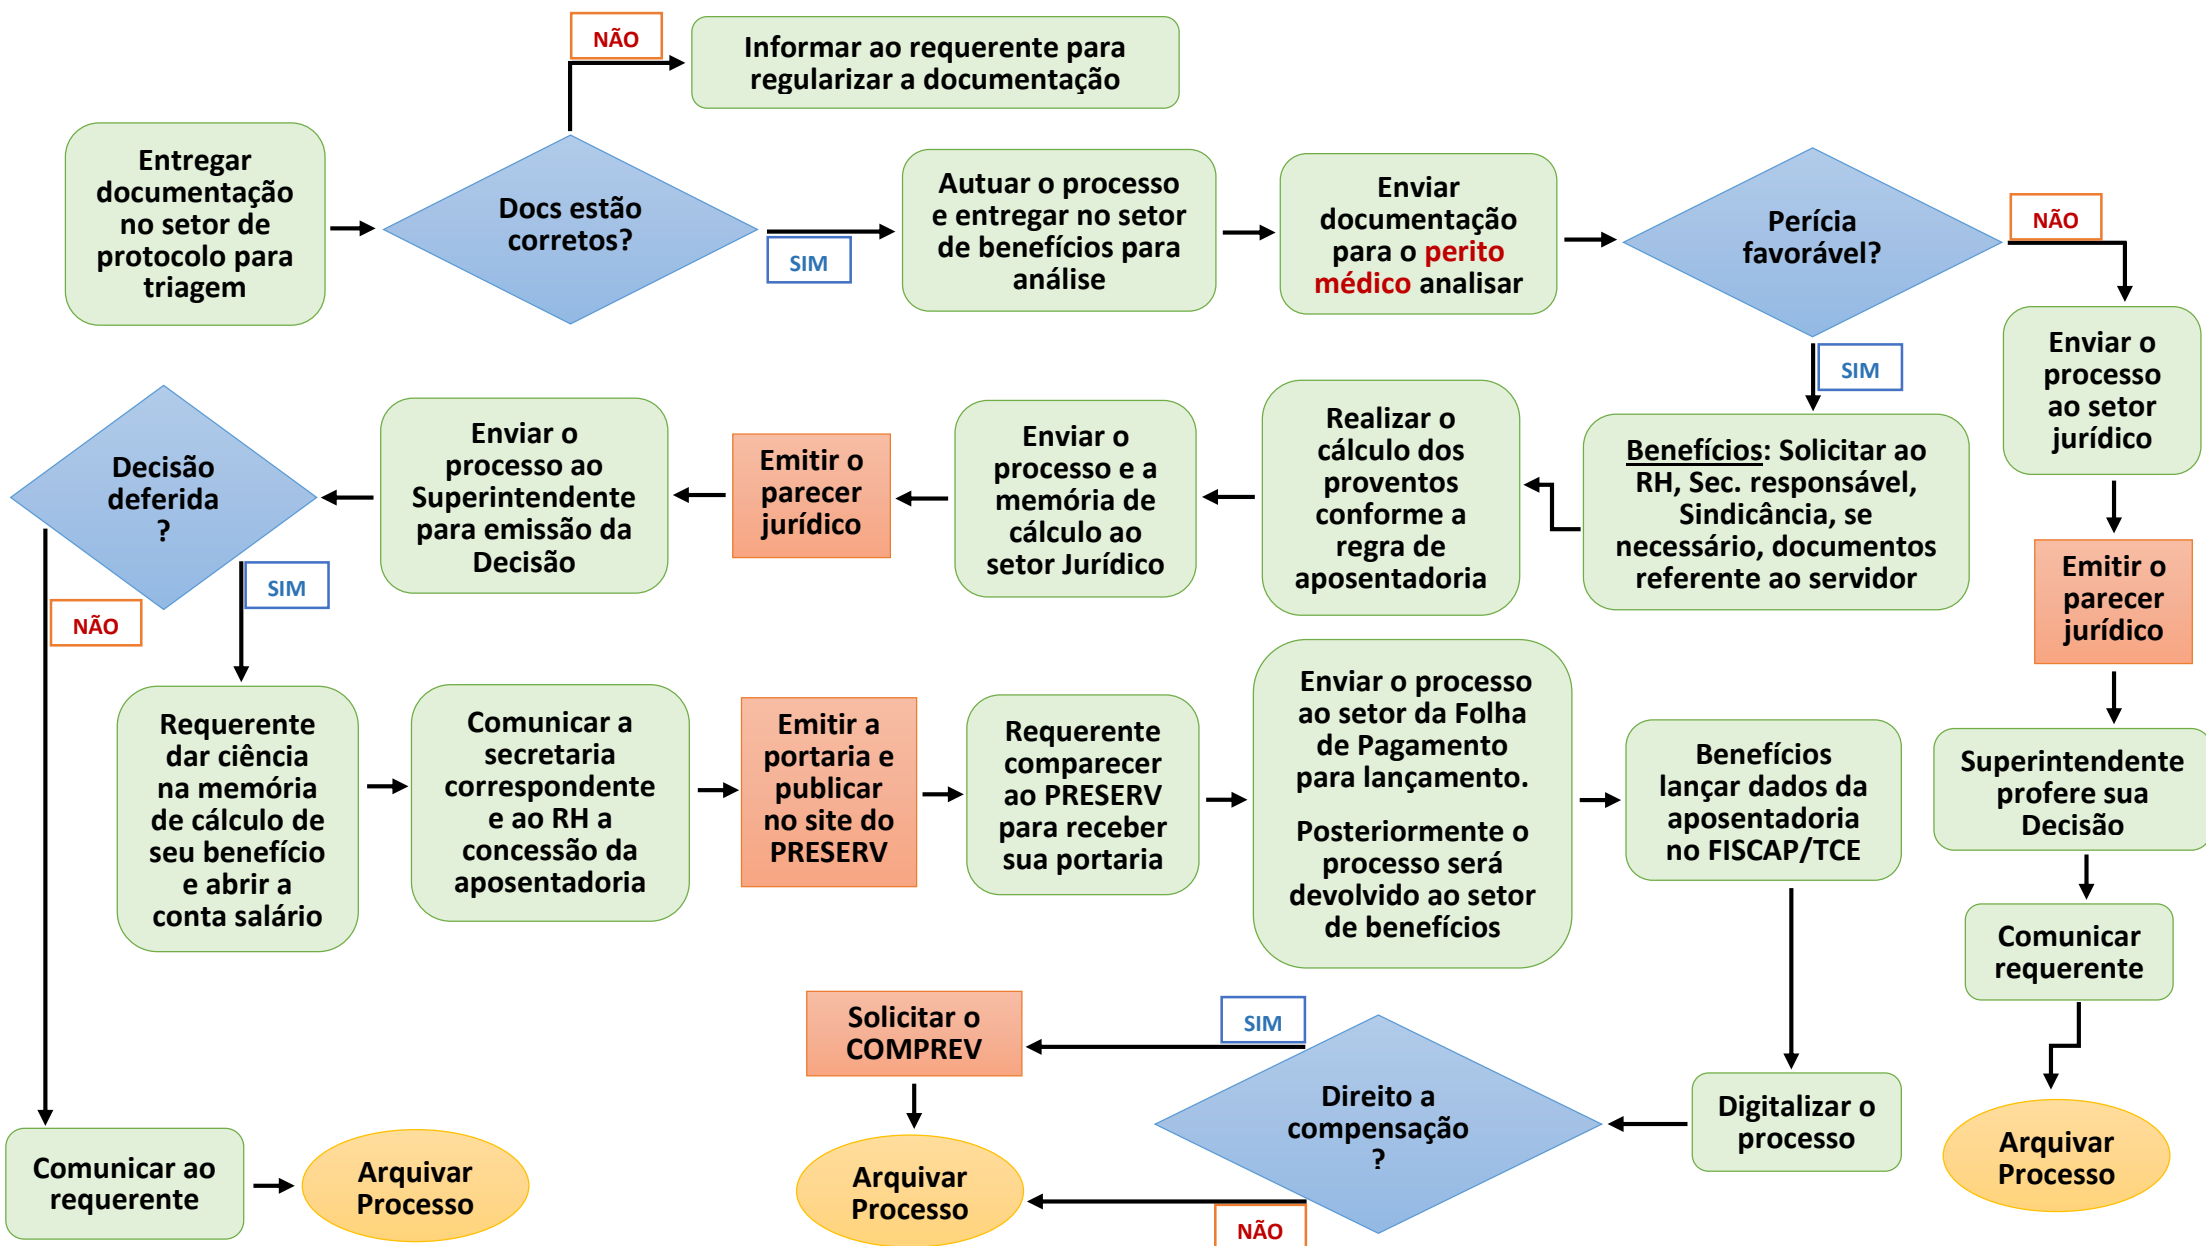 NÃO
Informar ao requerente para
regularizar a documentação
Entregar
documentação
no setor de
protocolo para
triagem
Docs estão
corretos?
SIM
Autuar o processo
e entregar no setor
de benefícios para
análise
Enviar
documentação
para o perito
médico analisar
Perícia
favorável?
NÃO
SIM
Enviar o
processo
ao setor
jurídico
Emitir o
parecer
jurídico
Superintendente
profere sua
Decisão
Comunicar
requerente
Arquivar
Processo
Benefícios: Solicitar ao
RH, Sec. responsável,
Sindicância, se
necessário, documentos
referente ao servidor
Realizar o
cálculo dos
proventos
conforme a
regra de
aposentadoria
Enviar o
processo e a
memória de
cálculo ao
setor Jurídico
Emitir o
parecer
jurídico
Enviar o
processo ao
Superintendente
para emissão da
Decisão
Decisão
deferida
?
SIM
NÃO
Requerente
dar ciência
na memória
de cálculo de
seu benefício
e abrir a
conta salário
Comunicar a
secretaria
correspondente
e ao RH a
concessão da
aposentadoria
Emitir a
portaria e
publicar
no site do
PRESERV
Requerente
comparecer
ao PRESERV
para receber
sua portaria
Enviar o processo
ao setor da Folha
de Pagamento
para lançamento.
Posteriormente o
processo será
devolvido ao setor
de benefícios
Benefícios
lançar dados da
aposentadoria
no FISCAP/TCE
Digitalizar o
processo
Direito a
compensação
?
SIM
Solicitar o
COMPREV
NÃO
Arquivar
Processo
Comunicar ao
requerente
Arquivar
Processo